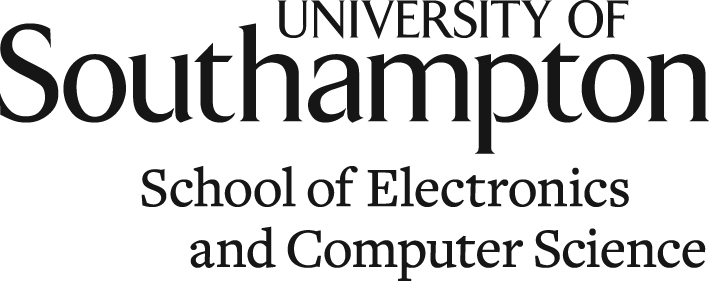 UNIVERSITY OF
Southampton
School of Electronics
and Computer Science